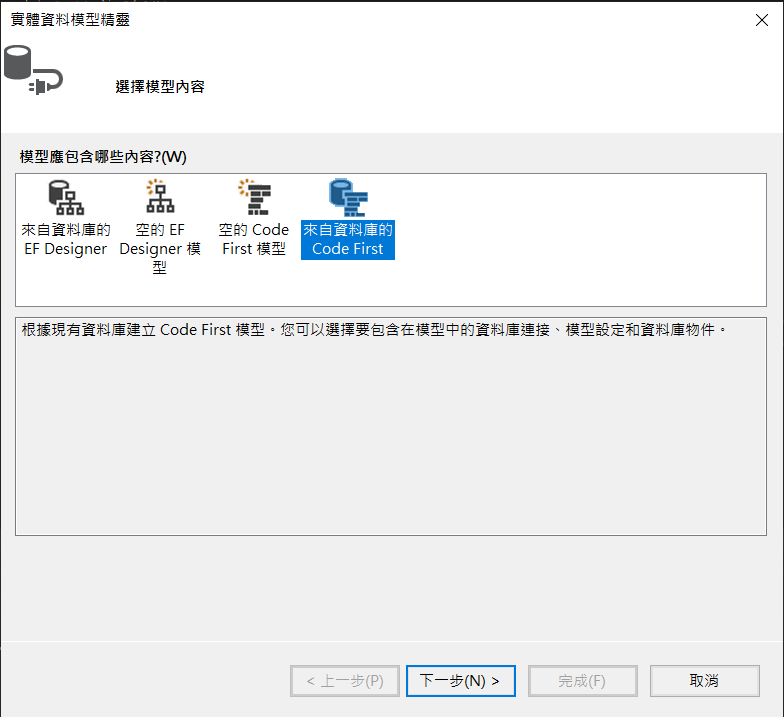 實體資料模型精靈
選擇模型內容
模型應包含哪些內容?(W)
來自資料庫的
EF Designer
空的 EF
Designer 模
型
空的 Code
First 模型
來自資料庫的
Code First
根據現有資料庫建立 Code First 模型。您可以選擇要包含在模型中的資料庫連接、模型設定和資料庫物件。
< 上一步(P)
下一步(N) >
完成(F)
取消